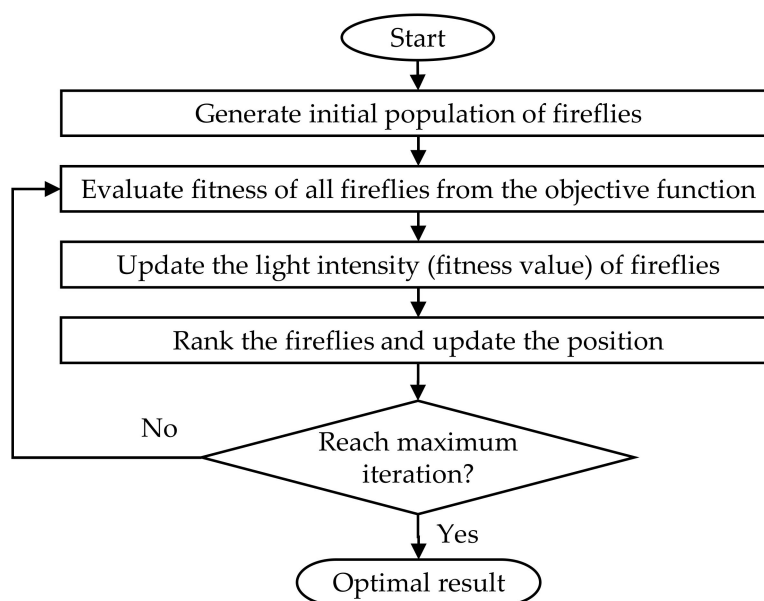 Start
Generate initial population of fireflies
Evaluate fitness of all fireflies from the objective function
Update the light intensity (fitness value) of fireflies
Rank the fireflies and update the position
No
Reach maximum
iteration?
Yes
Optimal result